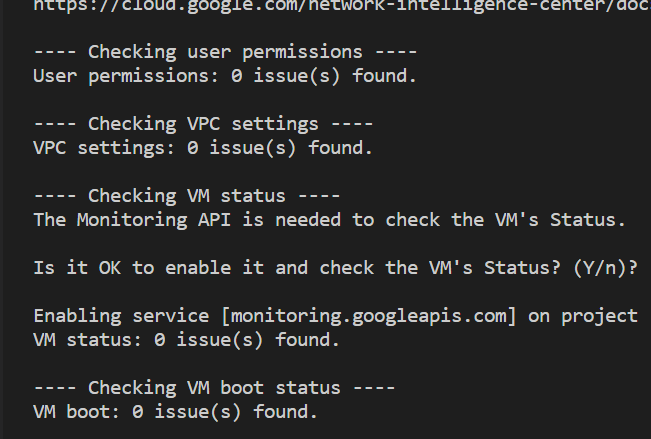 https://cloud.google.com/network-intelligence-center/doc
---- Checking user permissions ----
User permissions: 0 issue(s) found.
---- Checking VPC settings ----
VPC settings: 0 issue(s) found.
---- Checking VM status ----
The Monitoring API is needed to check the VM's Status.
Is it OK to enable it and check the VM's Status? (Y/n)?
Enabling service [monitoring.googleapis.com] on project
VM status: 0 issue(s) found.
---- Checking VM boot status ----
VM boot: 0 issue(s) found.